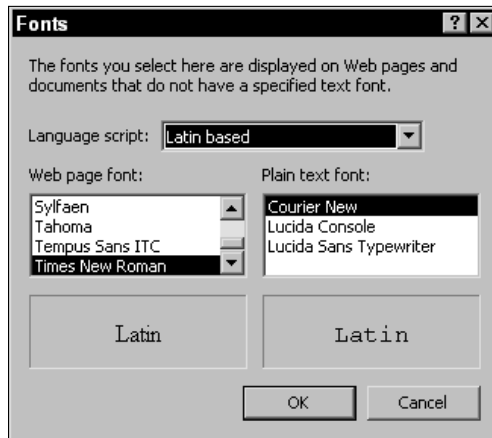 Fonts
The fonts you select here are displayed on Web pages and
documents that do not have a specified text font.
Language script: Latin based
Web page font:
Sylfaen
Tahoma
Tempus Sans ITC
Times New Roman
Plain text font:
Courier New
Lucida Console
Lucida Sans Typewriter
Latin
Latin
OK
Cancel